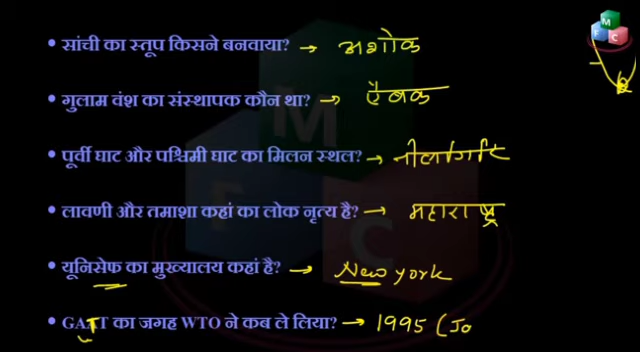 • सांची का स्तूप किसने बनवाया? → अशोक
• गुलाम वंश का संस्थापक कौन था? → ऐबक
• पूर्वी घाट और पश्चिमी घाट का मिलन स्थल? → नीलगिरि
• लावणी और तमाशा कहां का लोक नृत्य है? → महाराष्ट्र
• यूनिसेफ का मुख्यालय कहां है? → New york
• GATT का जगह WTO ने कब ले लिया? → 1995 (Jo
M
F
C
M
F
C